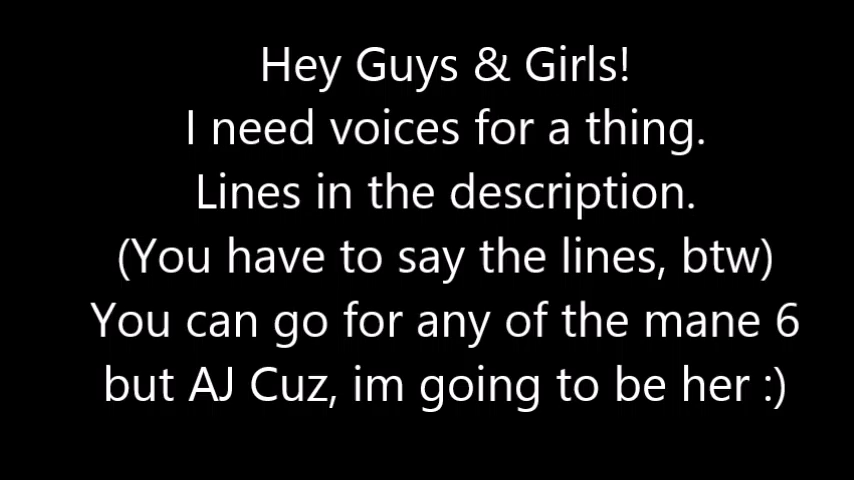 Hey Guys & Girls!
I need voices for a thing.
Lines in the description.
(You have to say the lines, btw)
You can go for any of the mane 6
but AJ Cuz, im going to be her :)